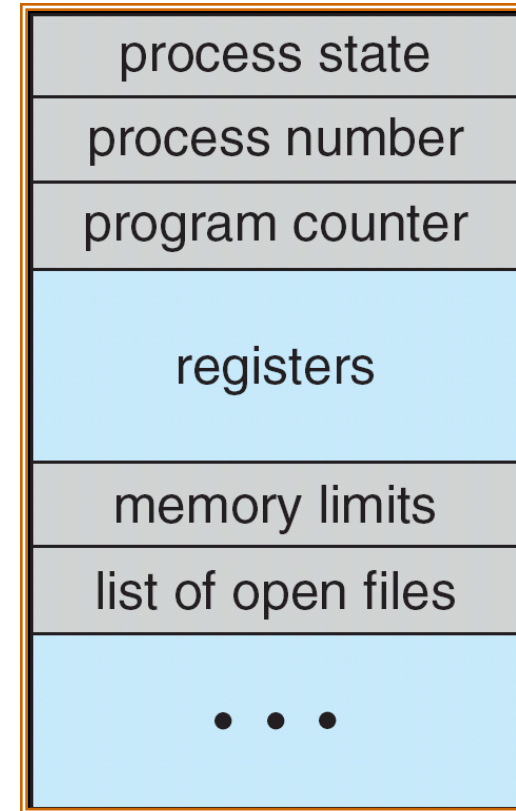 process state
process number
program counter
registers
memory limits
list of open files
• • •